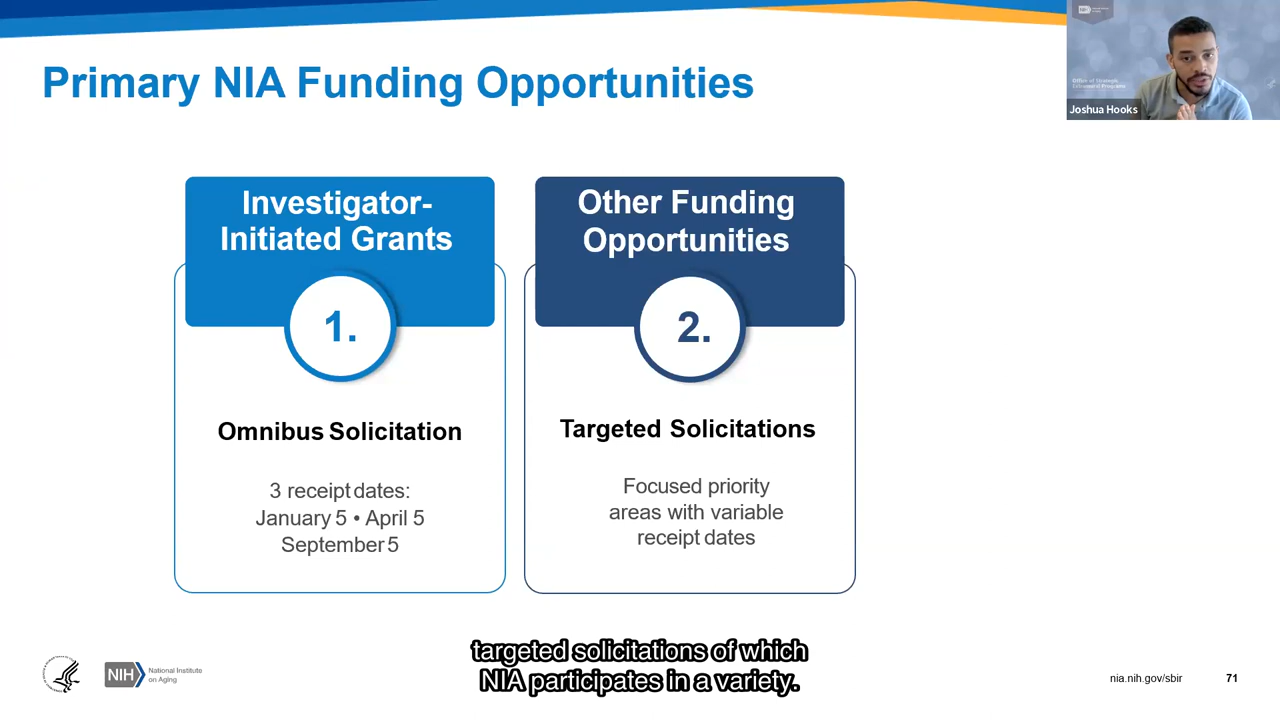 Primary NIA Funding Opportunities
NIH
Joshua Hooks
Investigator-
Initiated Grants
1.
Omnibus Solicitation
3 receipt dates:
January 5 • April 5
September 5
Other Funding
Opportunities
2.
Targeted Solicitations
Focused priority
areas with variable
receipt dates
targeted solicitations of which
NIA participates in a variety.
NIH
National Institute
on Aging
nia.nih.gov/sbir
71